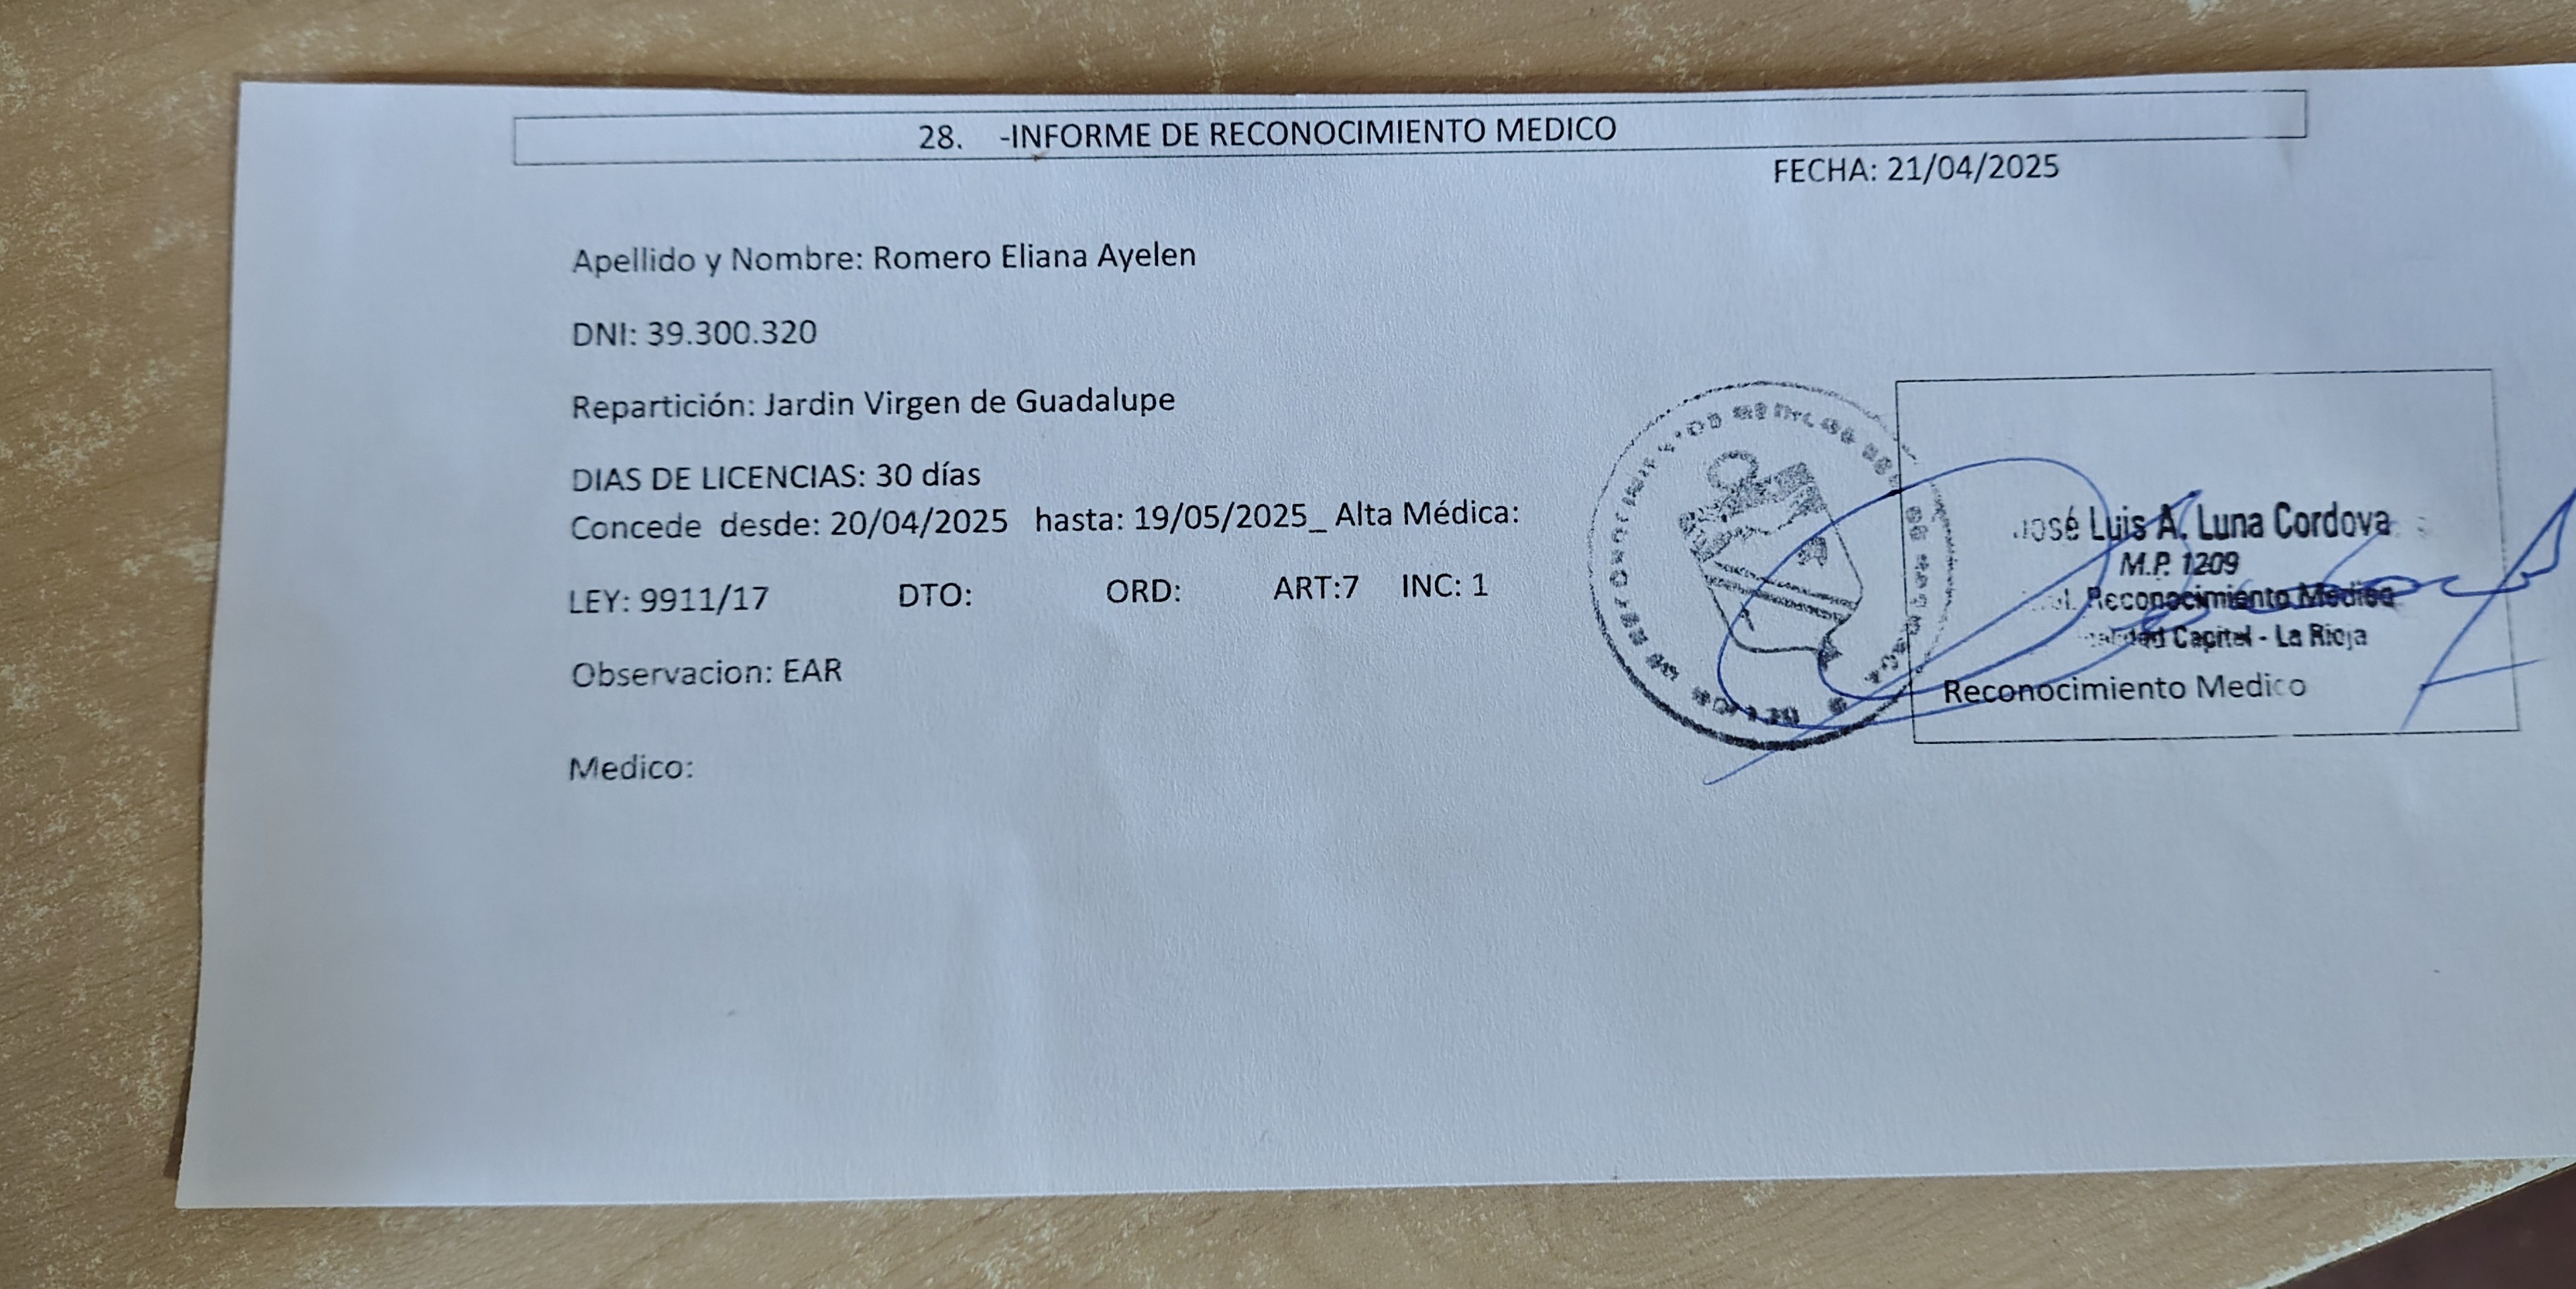 28. -INFORME DE RECONOCIMIENTO MEDICO
FECHA: 21/04/2025
Apellido y Nombre: Romero Eliana Ayelen
DNI: 39.300.320
Repartición: Jardin Virgen de Guadalupe
DIAS DE LICENCIAS: 30 días
Concede desde: 20/04/2025 hasta: 19/05/2025_ Alta Médica:
LEY: 9911/17 DTO: ORD: ART:7 INC: 1
Observacion: EAR
Medico:
José Luis A. Luna Cordova
M.P. 1209
Reconocimiento Medico
Capital - La Rioja
Reconocimiento Medico